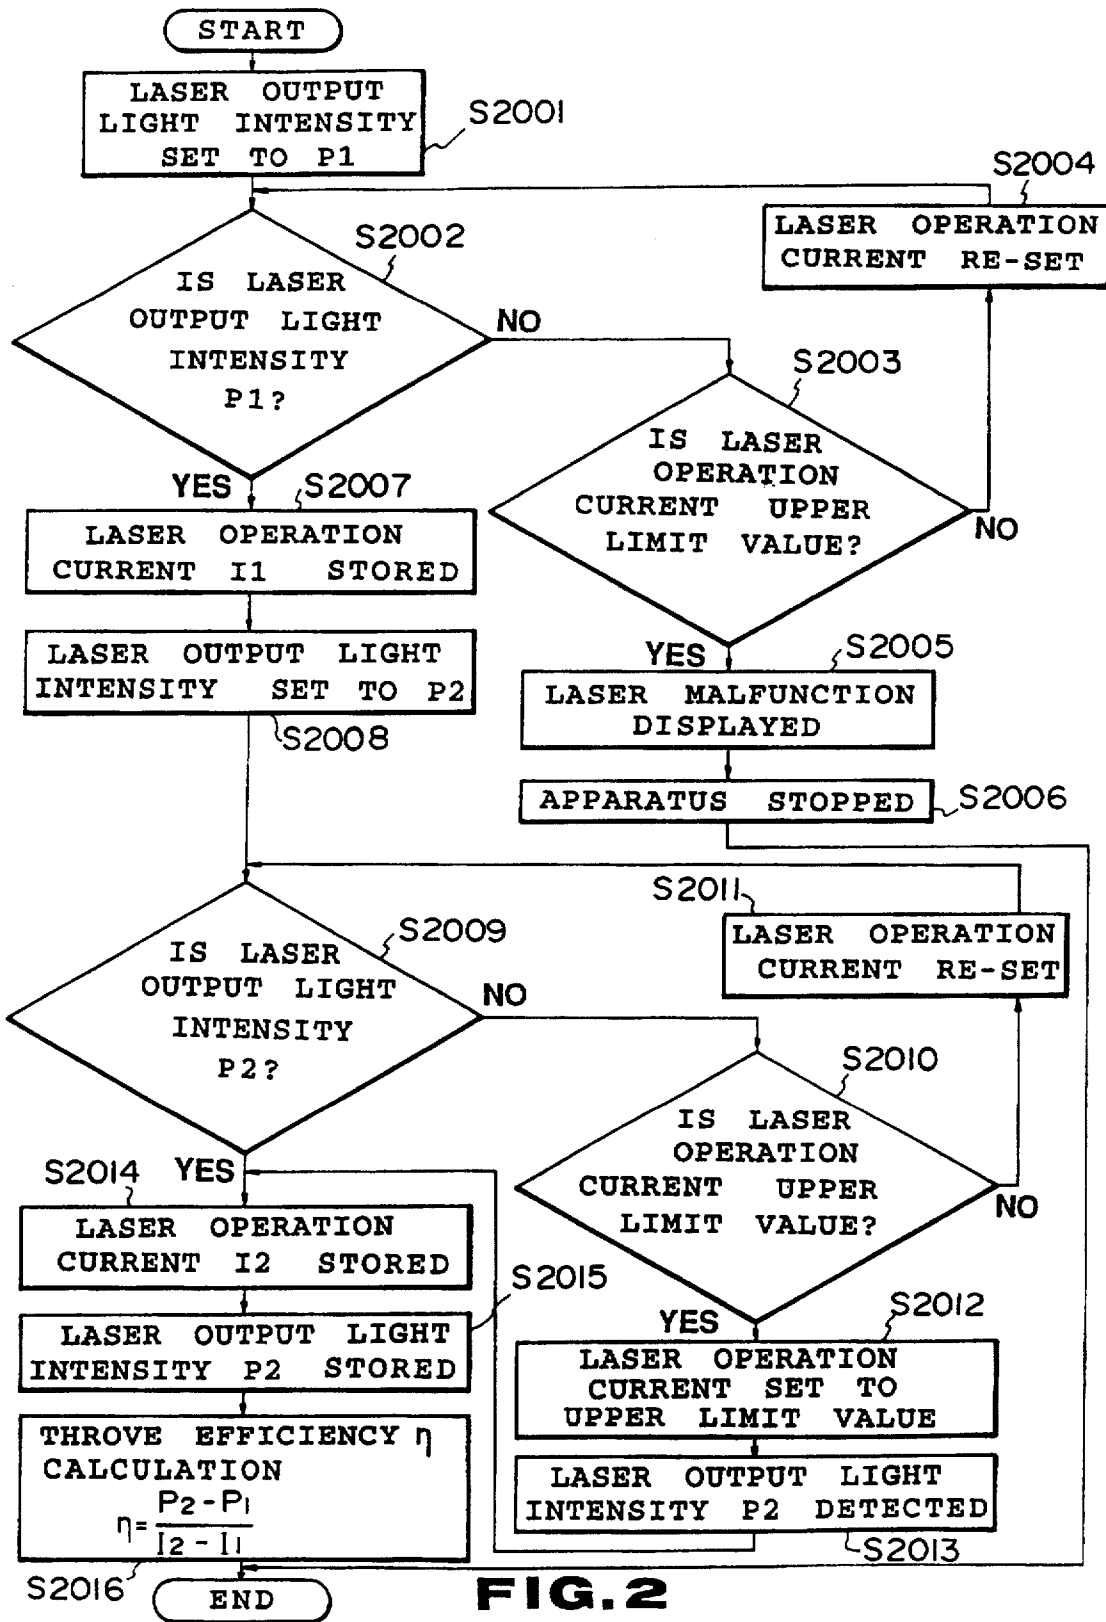 START
LASER OUTPUT
LIGHT INTENSITY
SET TO P1
S2001
S2004
LASER OPERATION
CURRENT RE-SET
S2002
IS LASER
OUTPUT LIGHT
INTENSITY
P1?
NO
S2003
IS LASER
OPERATION
CURRENT UPPER
LIMIT VALUE?
NO
YES
S2007
LASER OPERATION
CURRENT I1 STORED
LASER OUTPUT LIGHT
INTENSITY SET TO P2
S2008
YES
S2005
LASER MALFUNCTION
DISPLAYED
APPARATUS STOPPED
S2006
S2011
LASER OPERATION
CURRENT RE-SET
S2009
IS LASER
OUTPUT LIGHT
INTENSITY
P2?
NO
S2010
IS LASER
OPERATION
CURRENT UPPER
LIMIT VALUE?
NO
YES
S2014
LASER OPERATION
CURRENT I2 STORED
S2015
LASER OUTPUT LIGHT
INTENSITY P2 STORED
YES
S2012
LASER OPERATION
CURRENT SET TO
UPPER LIMIT VALUE
LASER OUTPUT LIGHT
INTENSITY P2 DETECTED
S2013
THROVE EFFICIENCY η
CALCULATION
η = P2 - P1 / I2 - I1
S2016
END
FIG.2